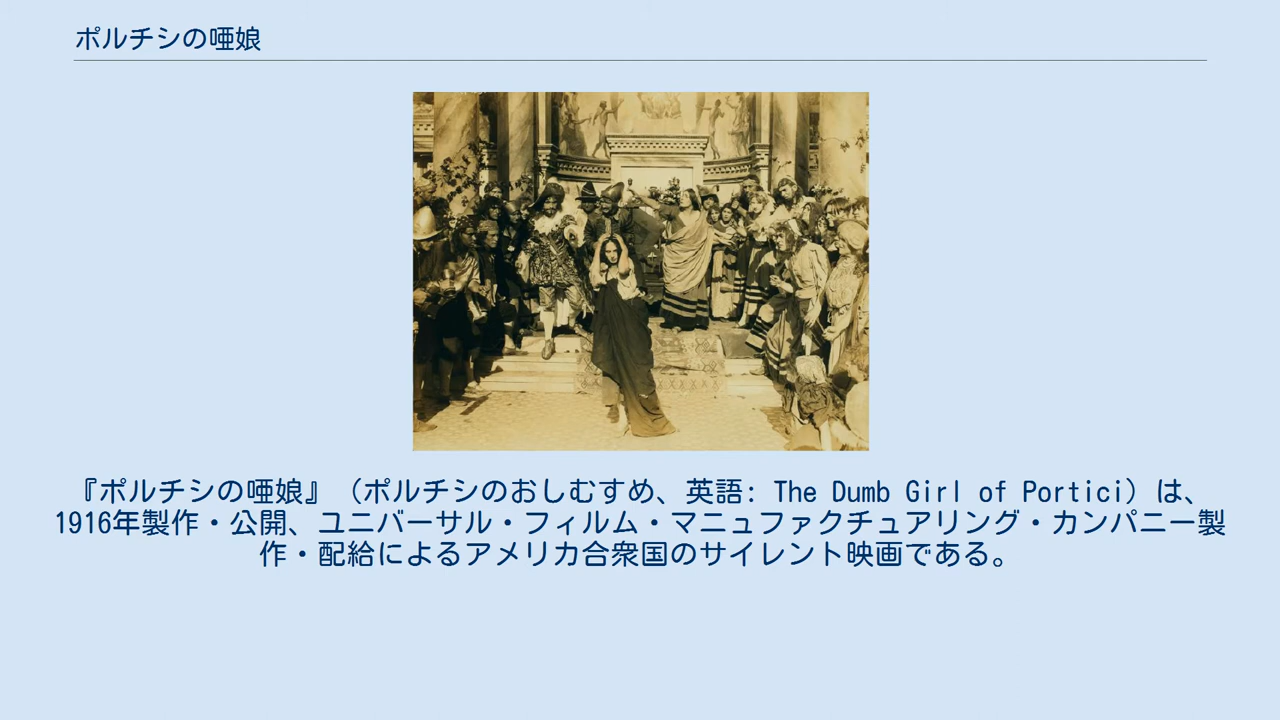 ポルチシの唖娘
『ポルチシの唖娘』（ポルチシのおしむすめ、英語: The Dumb Girl of Portici）は、
1916年製作・公開、ユニバーサル・フィルム・マニュファクチュアリング・カンパニー製
作・配給によるアメリカ合衆国のサイレント映画である。